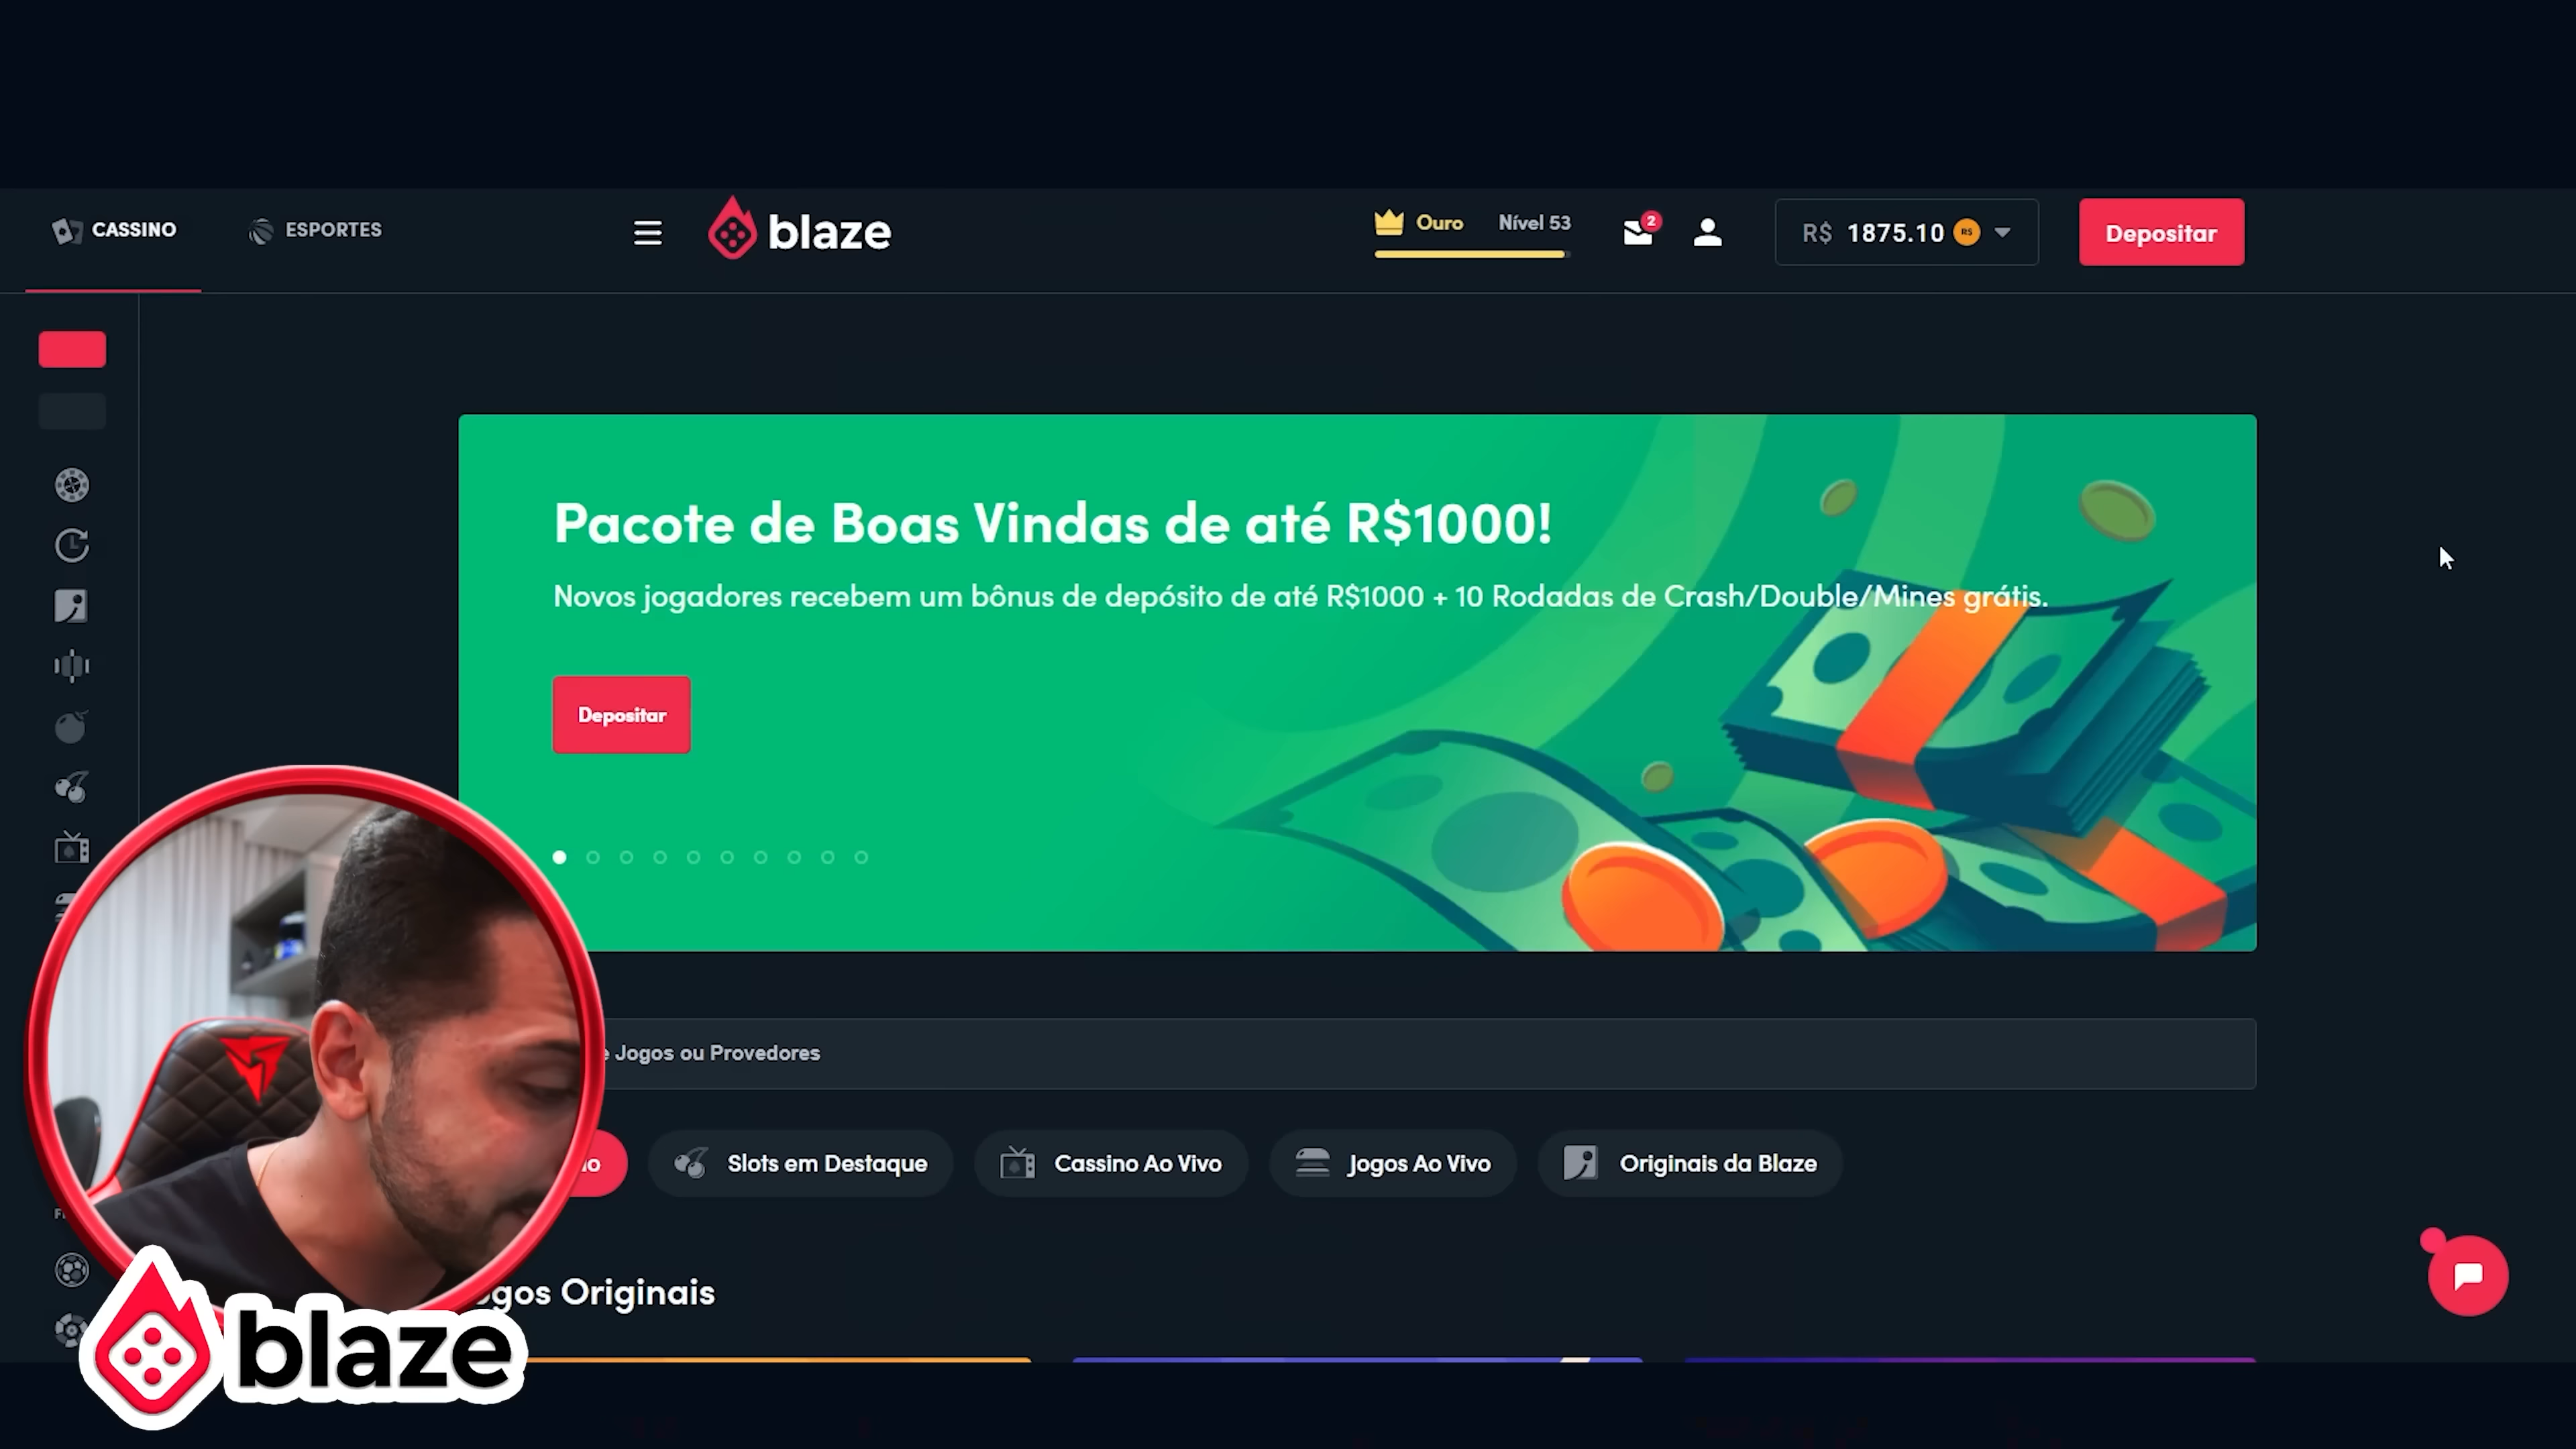 CASSINO
ESPORTES
blaze
Ouro
Nível 53
2
R$ 1875.10 R$
Depositar
Pacote de Boas Vindas de até R$1000!
Novos jogadores recebem um bônus de depósito de até R$1000 + 10 Rodadas de Crash/Double/Mines grátis.
Depositar
Jogos ou Provedores
Slots em Destaque
Cassino Ao Vivo
Jogos Ao Vivo
Originais da Blaze
Originais
blaze